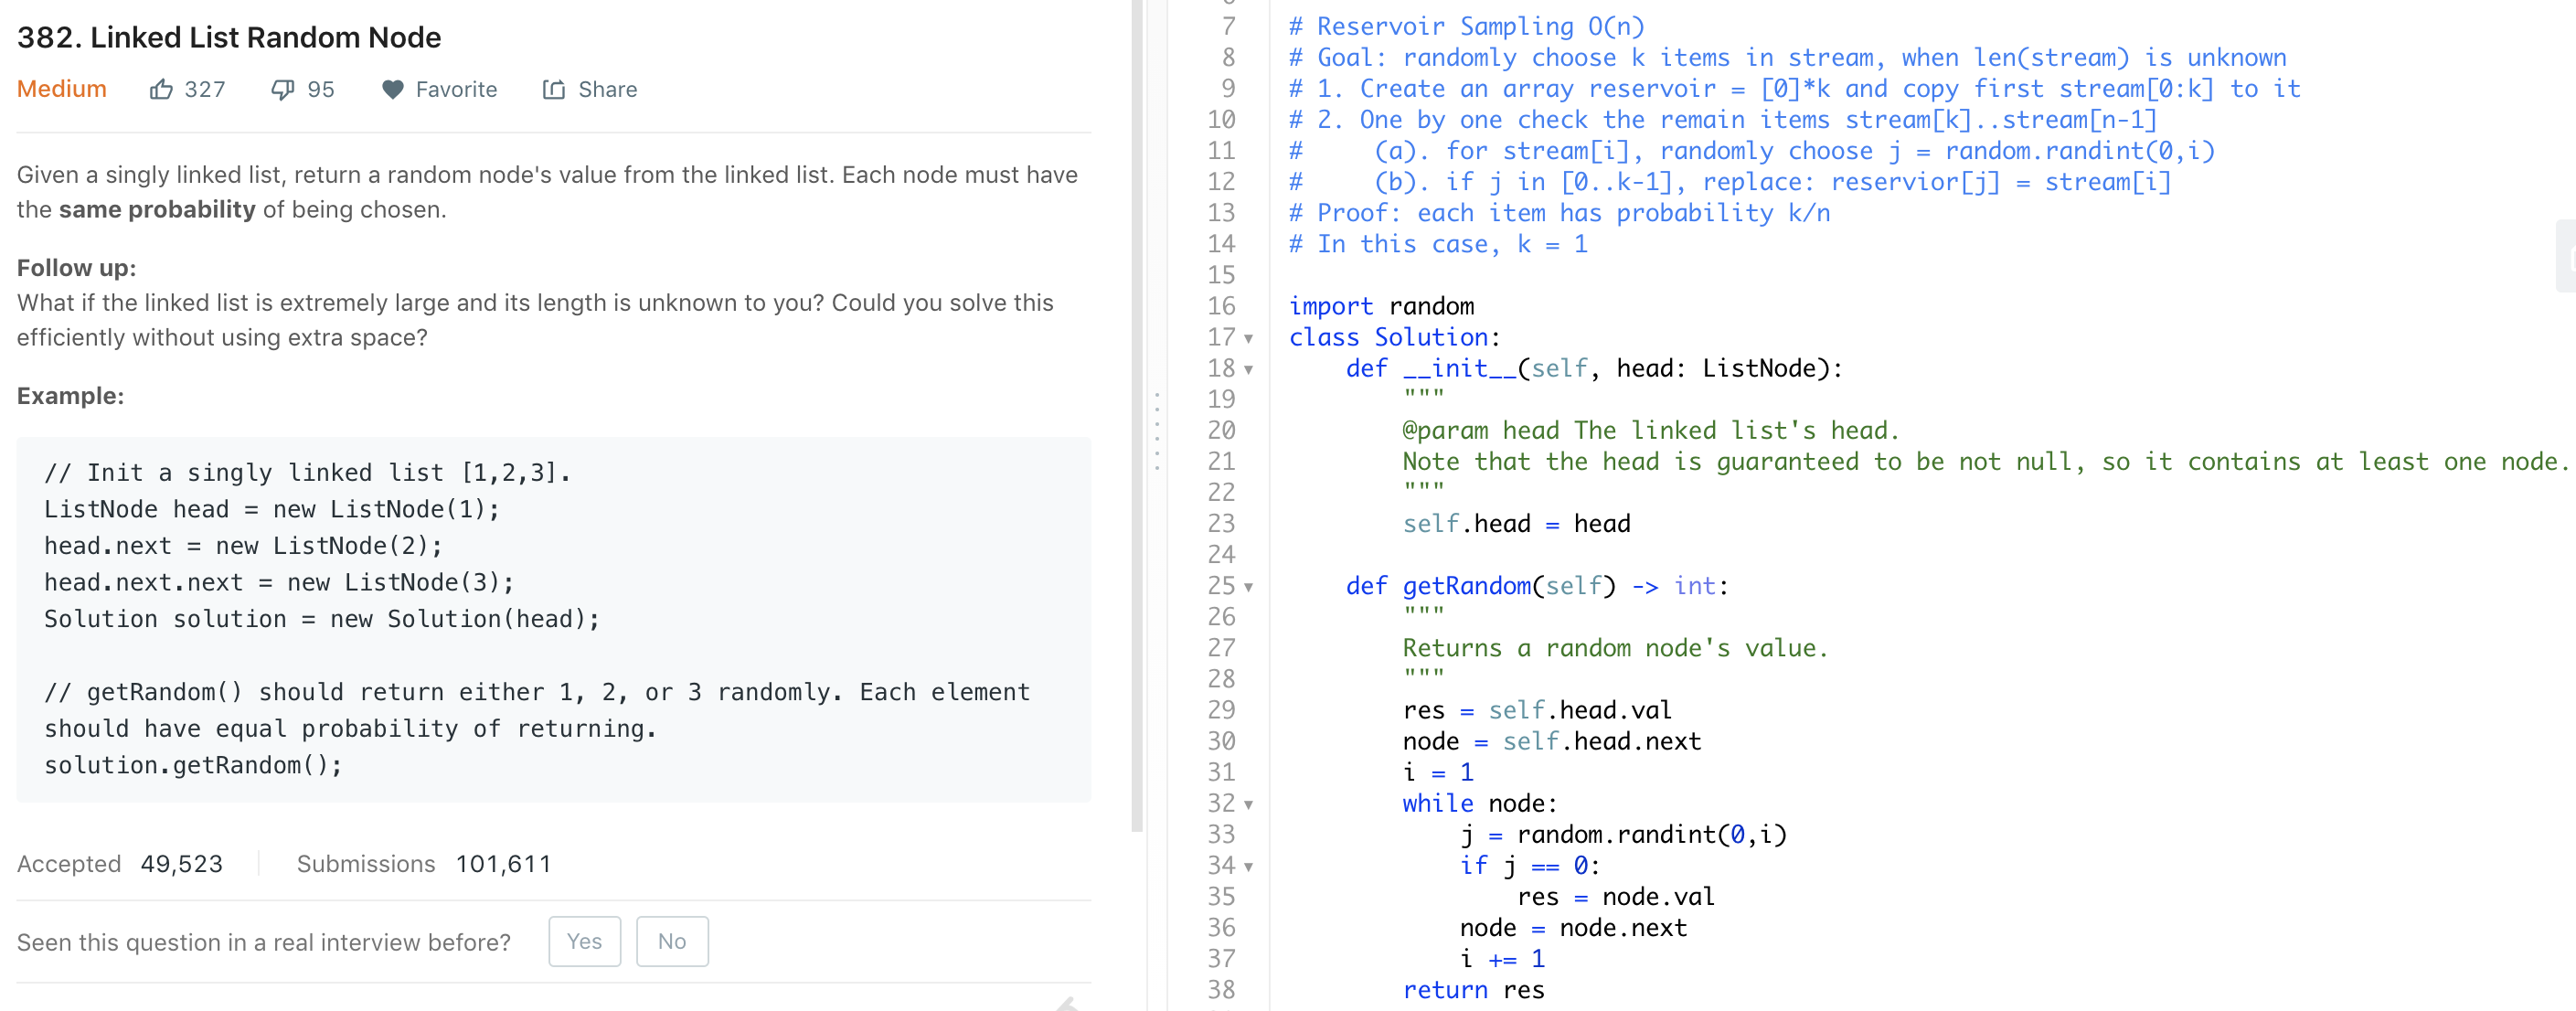 382. Linked List Random Node
Medium 327 95 Favorite Share
Given a singly linked list, return a random node's value from the linked list. Each node must have
the same probability of being chosen.
Follow up:
What if the linked list is extremely large and its length is unknown to you? Could you solve this
efficiently without using extra space?
Example:
// Init a singly linked list [1,2,3].
ListNode head = new ListNode(1);
head.next = new ListNode(2);
head.next.next = new ListNode(3);
Solution solution = new Solution(head);
// getRandom() should return either 1, 2, or 3 randomly. Each element
should have equal probability of returning.
solution.getRandom();
Accepted 49,523 Submissions 101,611
Seen this question in a real interview before? Yes No
7 # Reservoir Sampling O(n)
8 # Goal: randomly choose k items in stream, when len(stream) is unknown
9 # 1. Create an array reservoir = [0]*k and copy first stream[0:k] to it
10 # 2. One by one check the remain items stream[k]..stream[n-1]
11 #     (a). for stream[i], randomly choose j = random.randint(0,i)
12 #     (b). if j in [0..k-1], replace: reservior[j] = stream[i]
13 # Proof: each item has probability k/n
14 # In this case, k = 1
15
16 import random
17 class Solution:
18     def __init__(self, head: ListNode):
19         """
20         @param head The linked list's head.
21         Note that the head is guaranteed to be not null, so it contains at least one node.
22         """
23         self.head = head
24
25     def getRandom(self) -> int:
26         """
27         Returns a random node's value.
28         """
29         res = self.head.val
30         node = self.head.next
31         i = 1
32         while node:
33             j = random.randint(0,i)
34             if j == 0:
35                 res = node.val
36             node = node.next
37             i += 1
38         return res